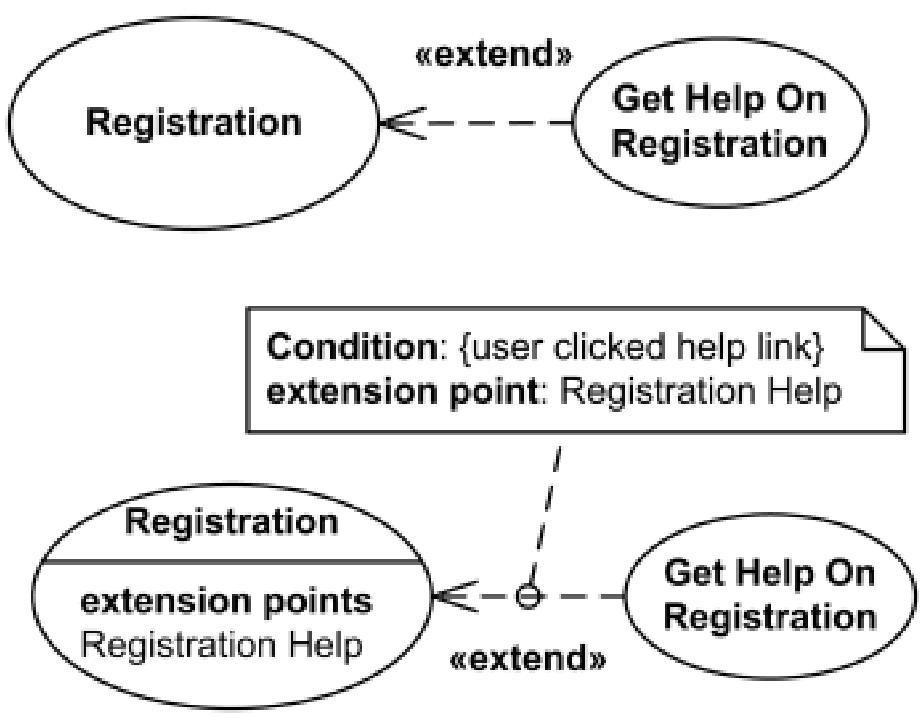 «extend»
Registration
Get Help On
Registration
Condition: {user clicked help link}
extension point: Registration Help
Registration
extension points
Registration Help
Get Help On
Registration
«extend»